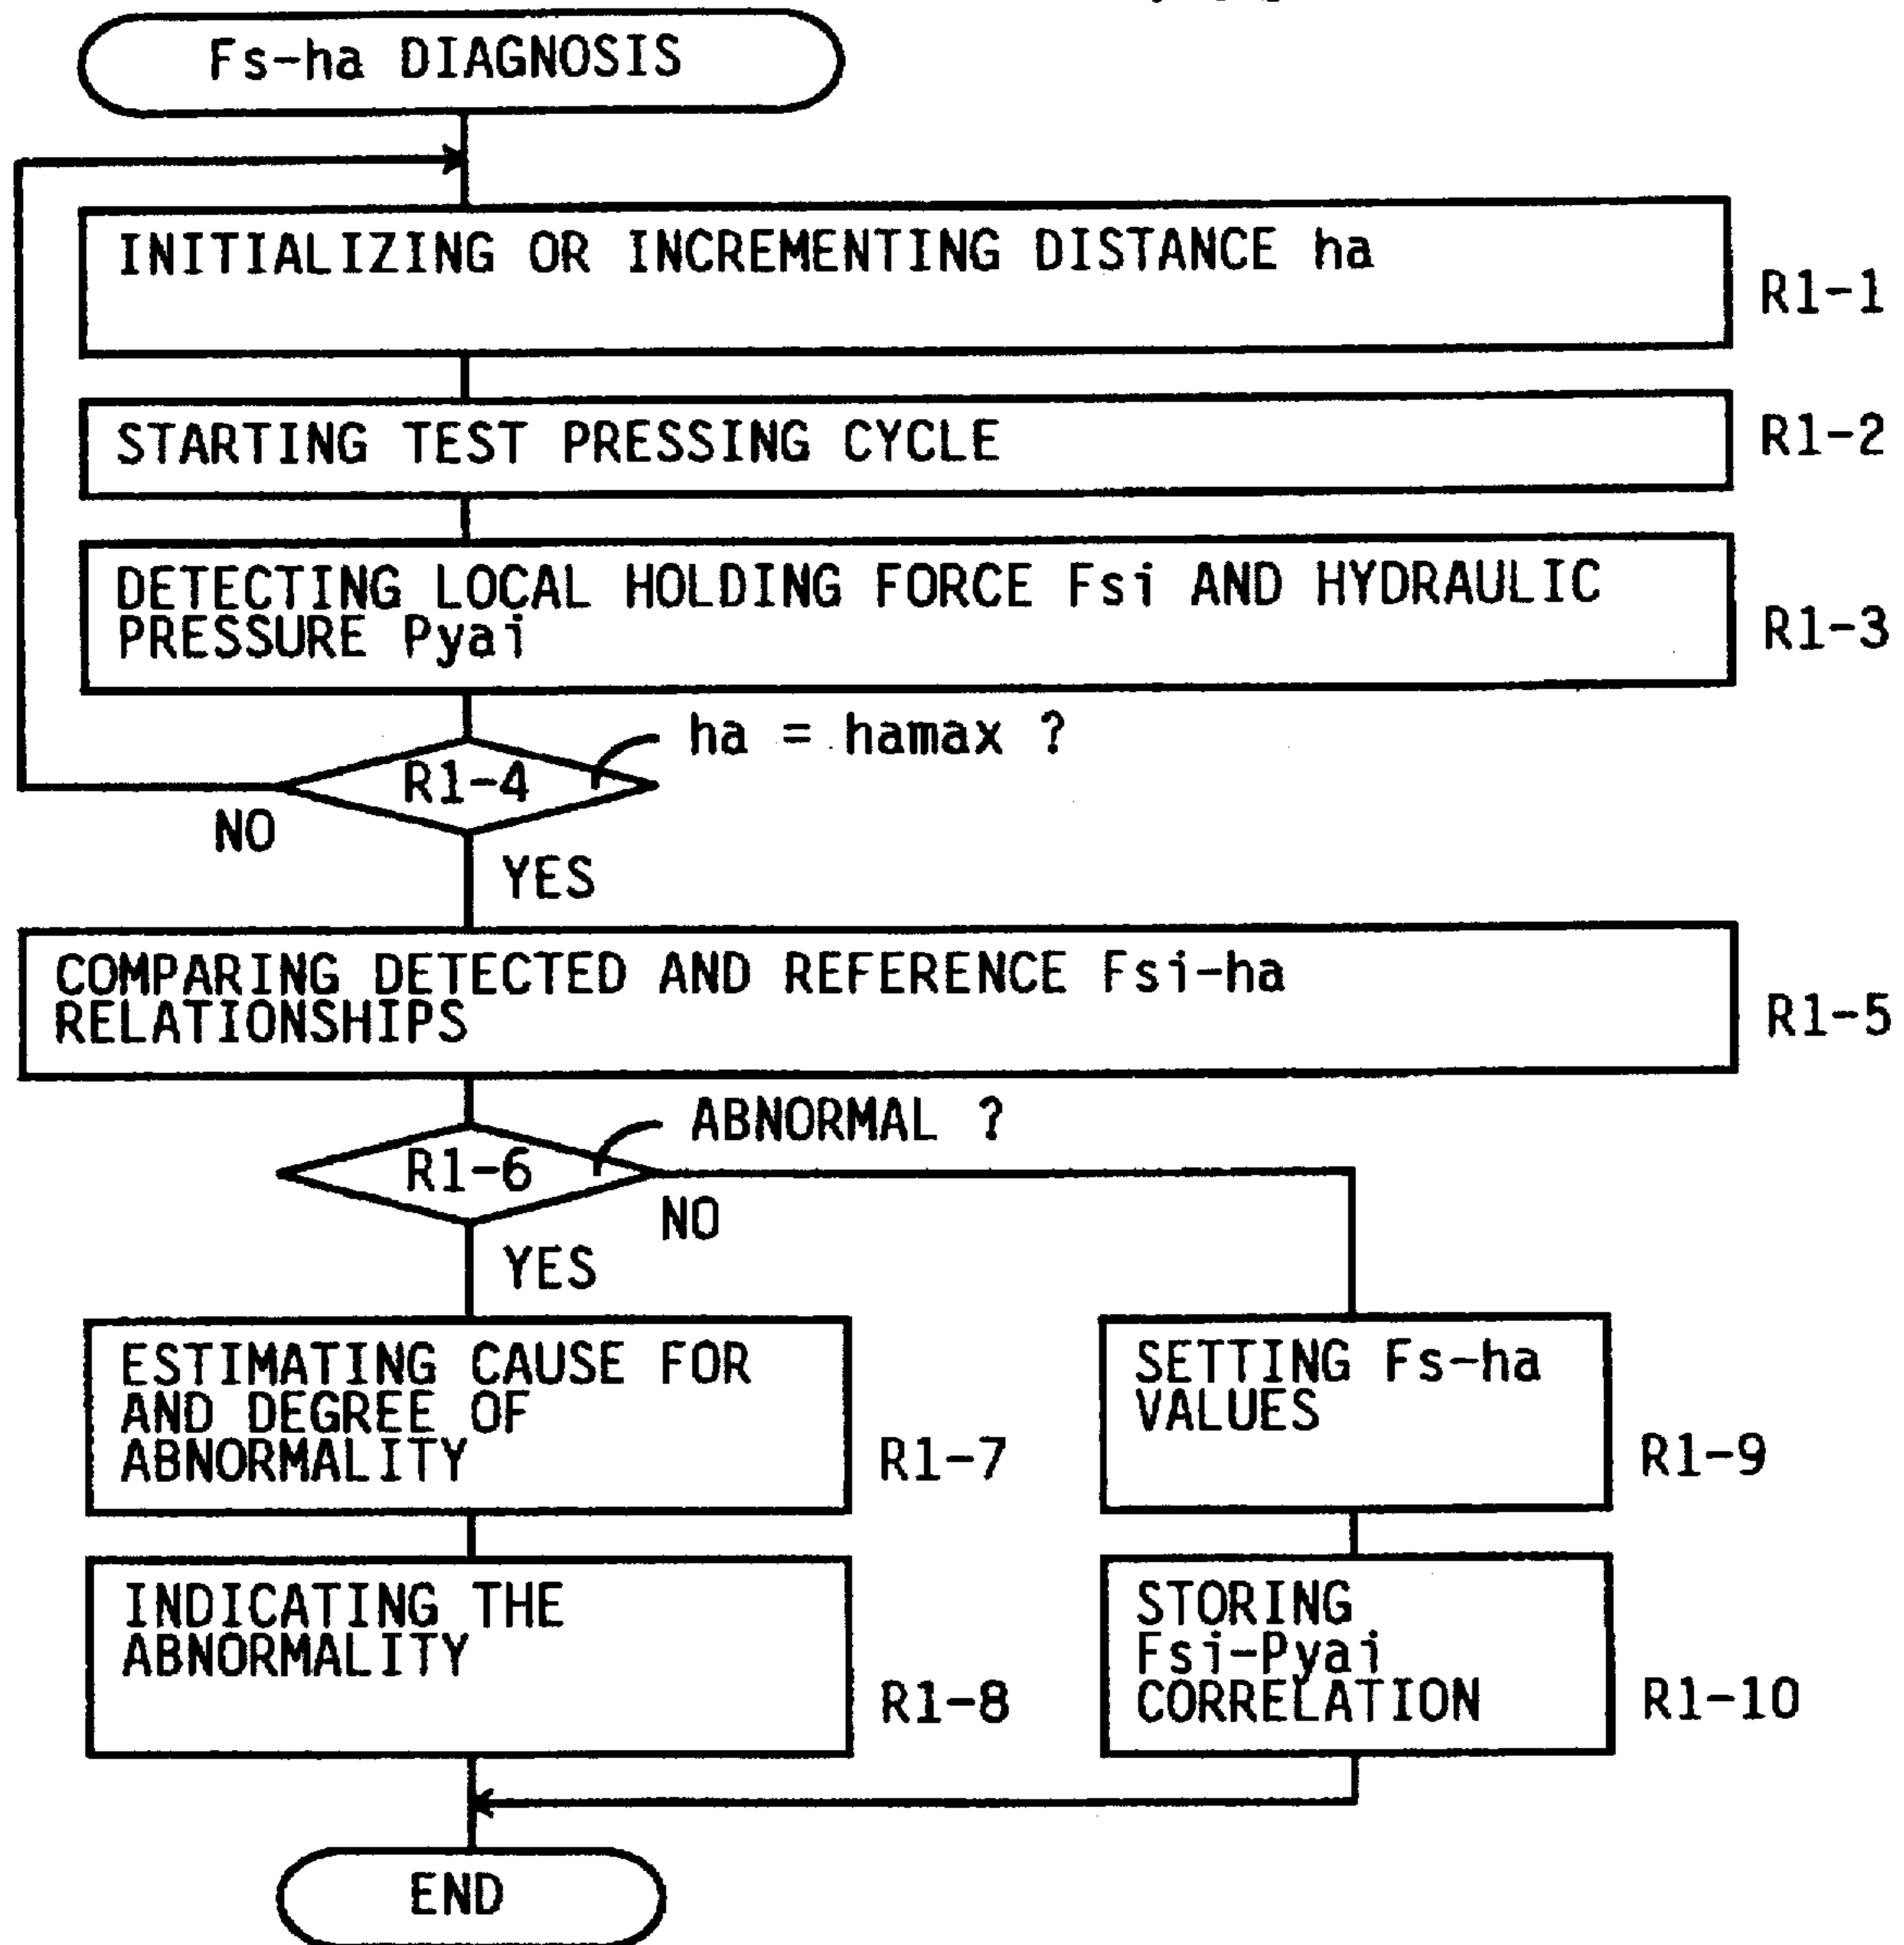 Fs-ha DIAGNOSIS
INITIALIZING OR INCREMENTING DISTANCE ha
R1-1
STARTING TEST PRESSING CYCLE
R1-2
DETECTING LOCAL HOLDING FORCE Fsi AND HYDRAULIC
PRESSURE Pyai
R1-3
ha = hamax ?
R1-4
NO
YES
COMPARING DETECTED AND REFERENCE Fsi-ha
RELATIONSHIPS
R1-5
ABNORMAL ?
R1-6
NO
YES
ESTIMATING CAUSE FOR
AND DEGREE OF
ABNORMALITY
R1-7
SETTING Fs-ha
VALUES
R1-9
INDICATING THE
ABNORMALITY
R1-8
STORING
Fsi-Pyai
CORRELATION
R1-10
END